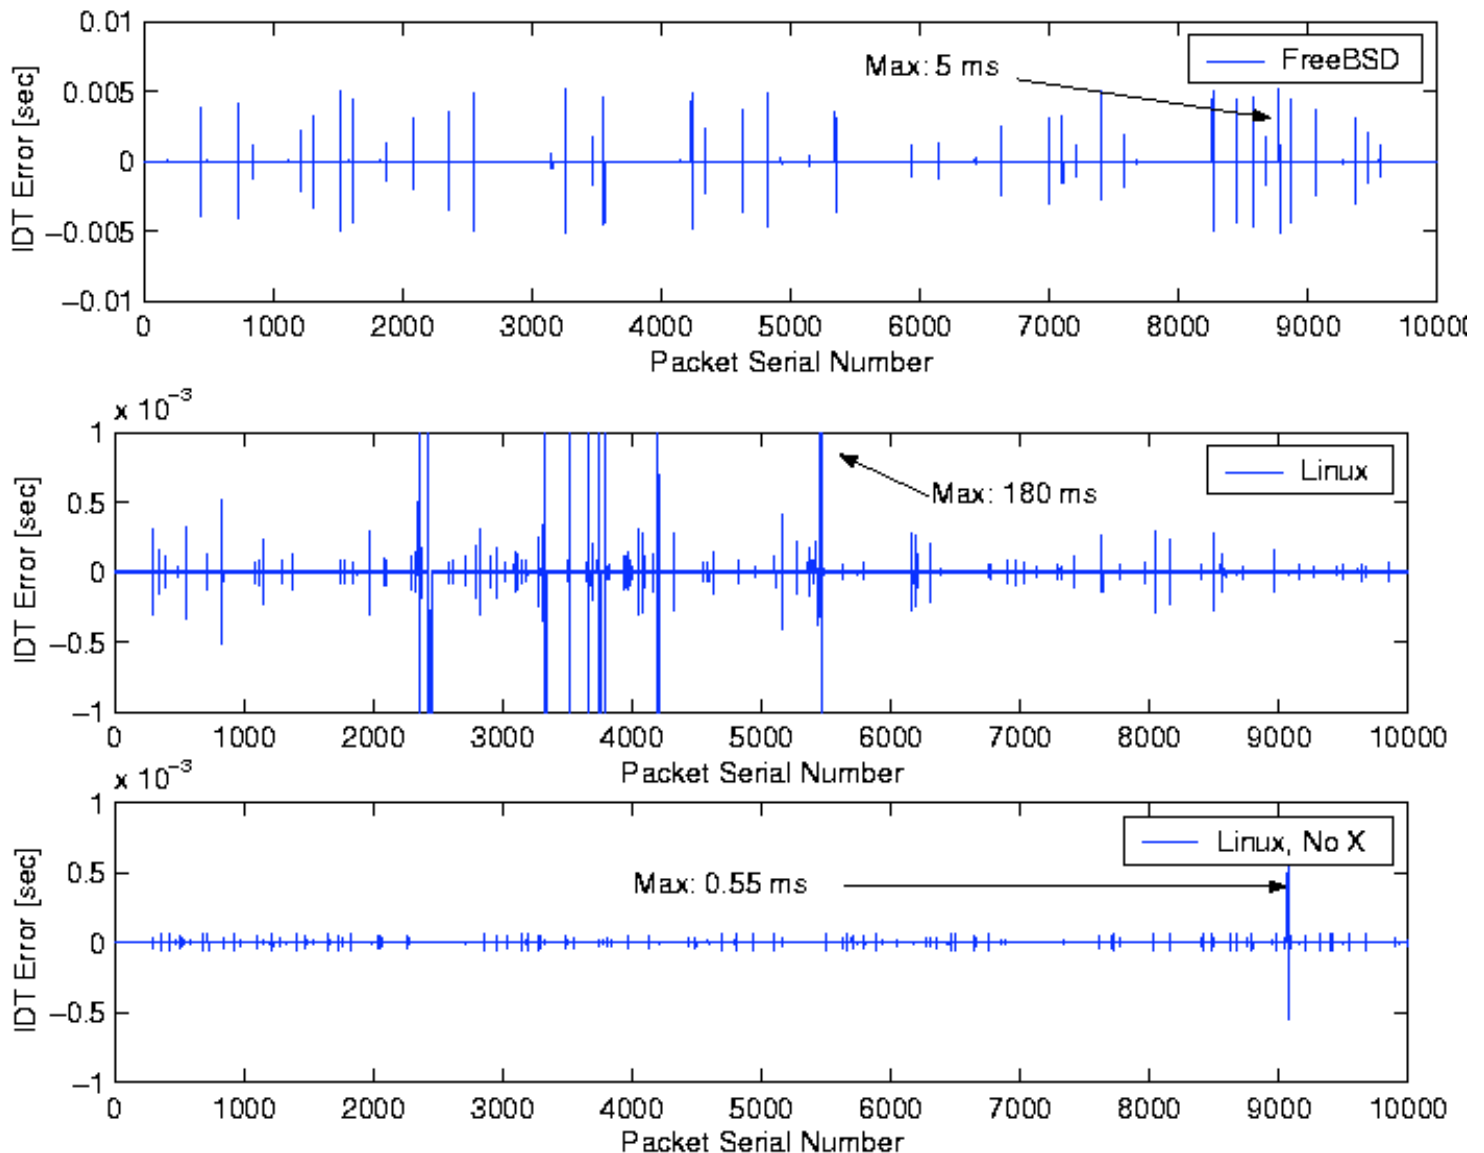 0.01
Max: 5 ms
FreeBSD
0.005
0
−0.005
−0.01
IDT Error [sec]
0 1000 2000 3000 4000 5000 6000 7000 8000 9000 1000
Packet Serial Number
x 10−3
1
Linux
0.5
Max: 180 ms
0
−0.5
−1
IDT Error [sec]
0 1000 2000 3000 4000 5000 6000 7000 8000 9000 10000
Packet Serial Number
x 10−3
1
Linux, No X
0.5
Max: 0.55 ms
0
−0.5
−1
IDT Error [sec]
0 1000 2000 3000 4000 5000 6000 7000 8000 9000 10000
Packet Serial Number